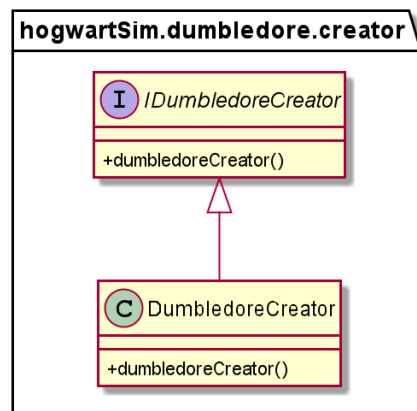 hogwartSim.dumbledore.creator
I IDumbledoreCreator
+dumbledoreCreator()
C DumbledoreCreator
+dumbledoreCreator()